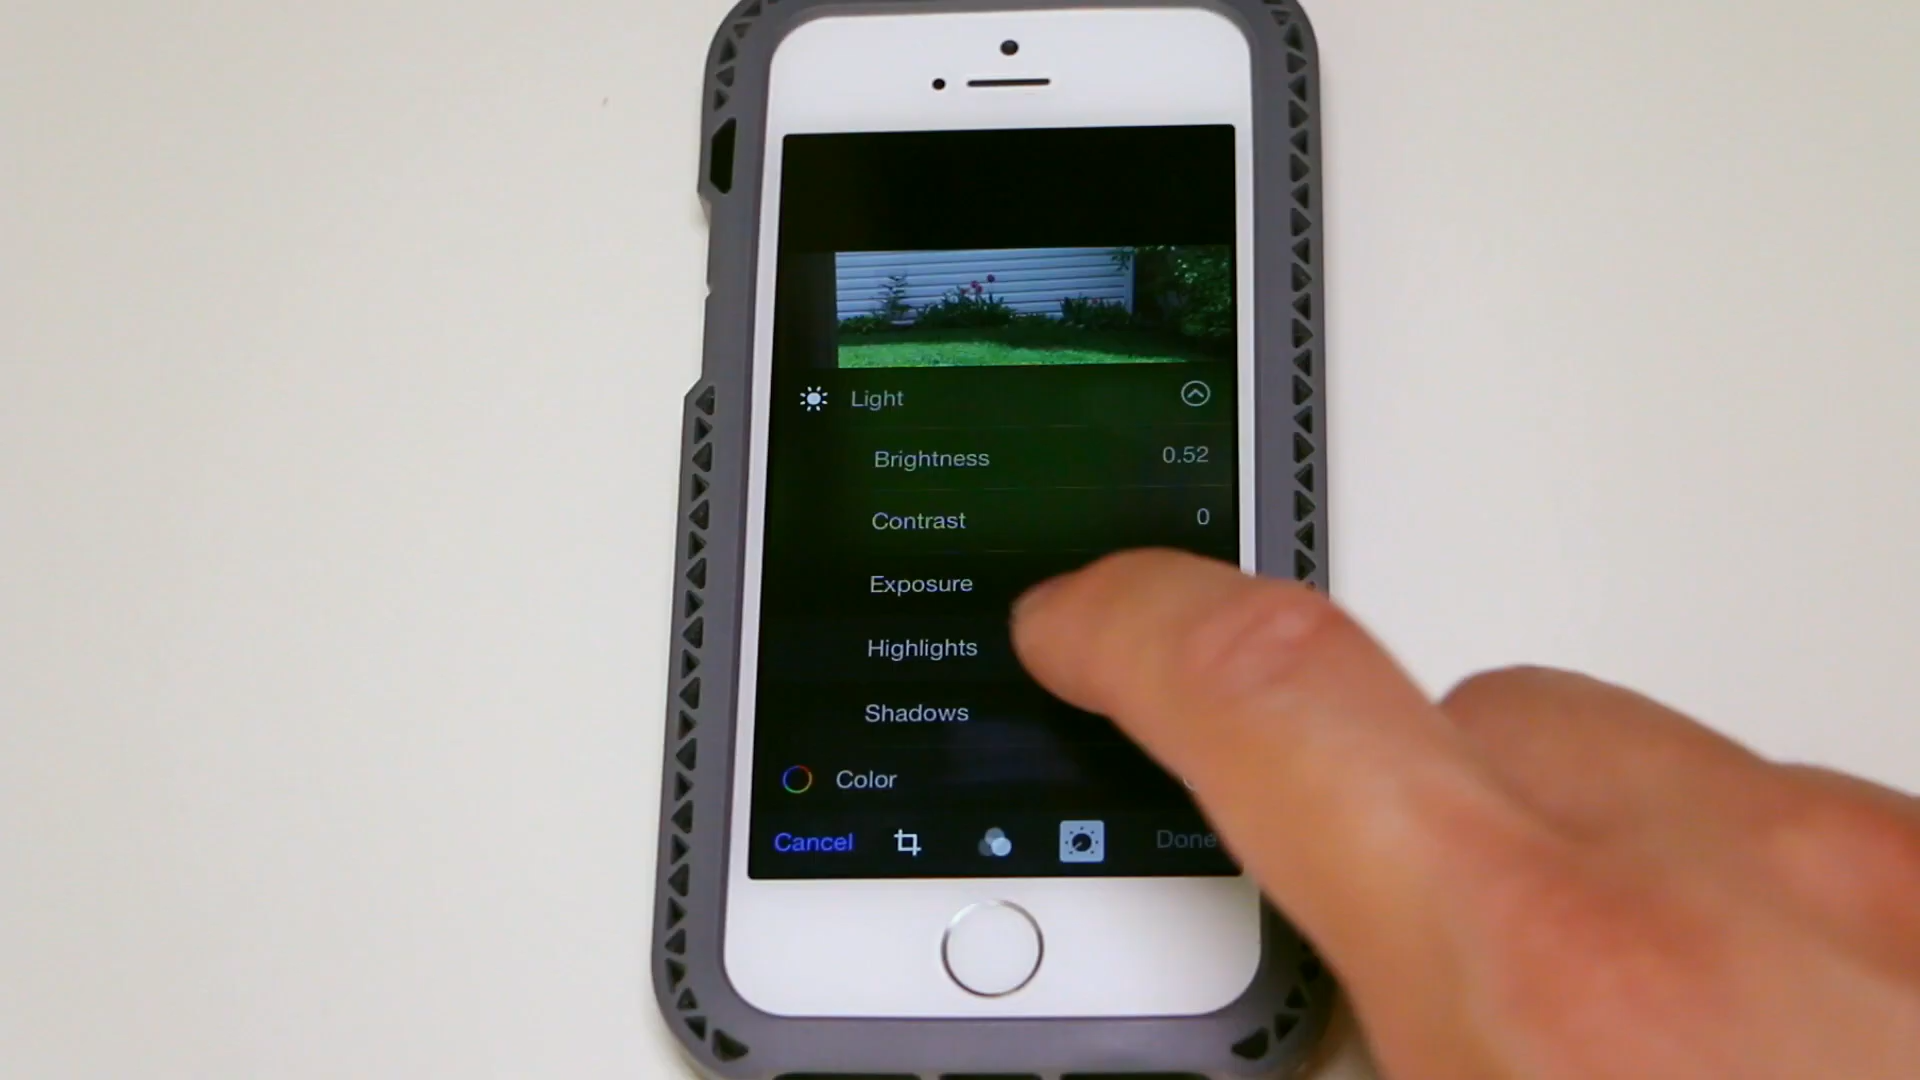 Light
Brightness 0.52
Contrast 0
Exposure
Highlights
Shadows
Color
Cancel Done